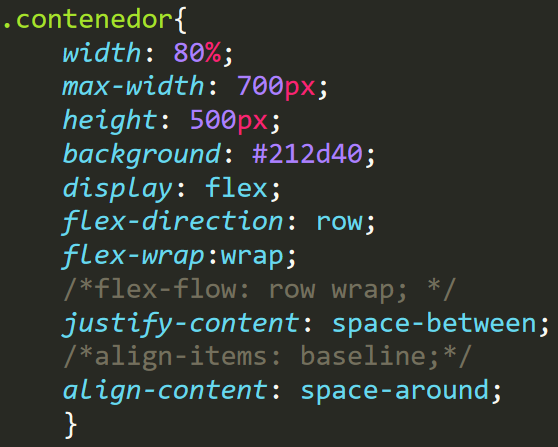 .contenedor{
width: 80%;
max-width: 700px;
height: 500px;
background: #212d40;
display: flex;
flex-direction: row;
flex-wrap:wrap;
/*flex-flow: row wrap; */
justify-content: space-between;
/*align-items: baseline;*/
align-content: space-around;
}